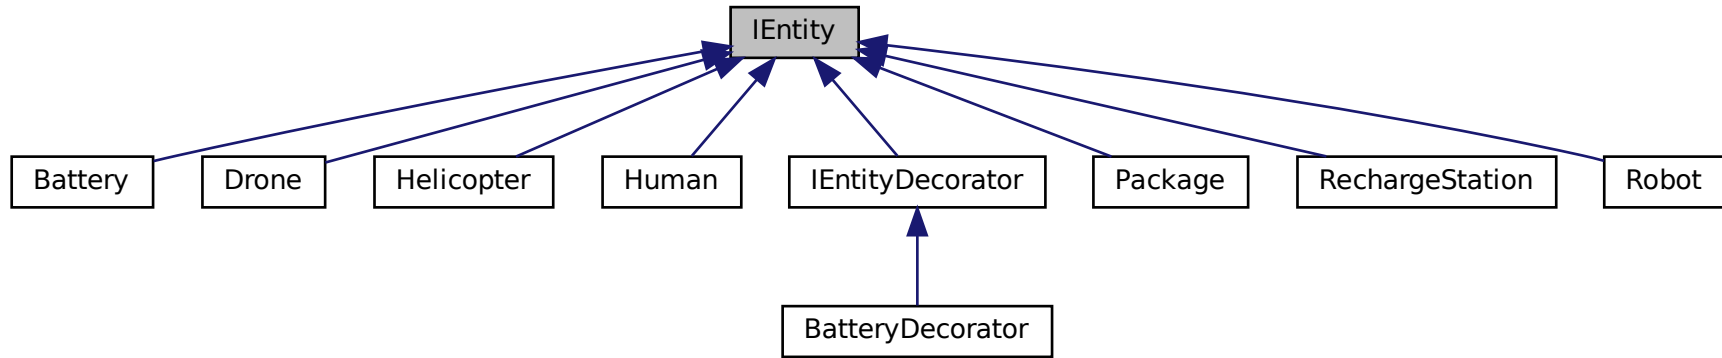 IEntity
Battery
Drone
Helicopter
Human
IEntityDecorator
Package
RechargeStation
Robot
BatteryDecorator